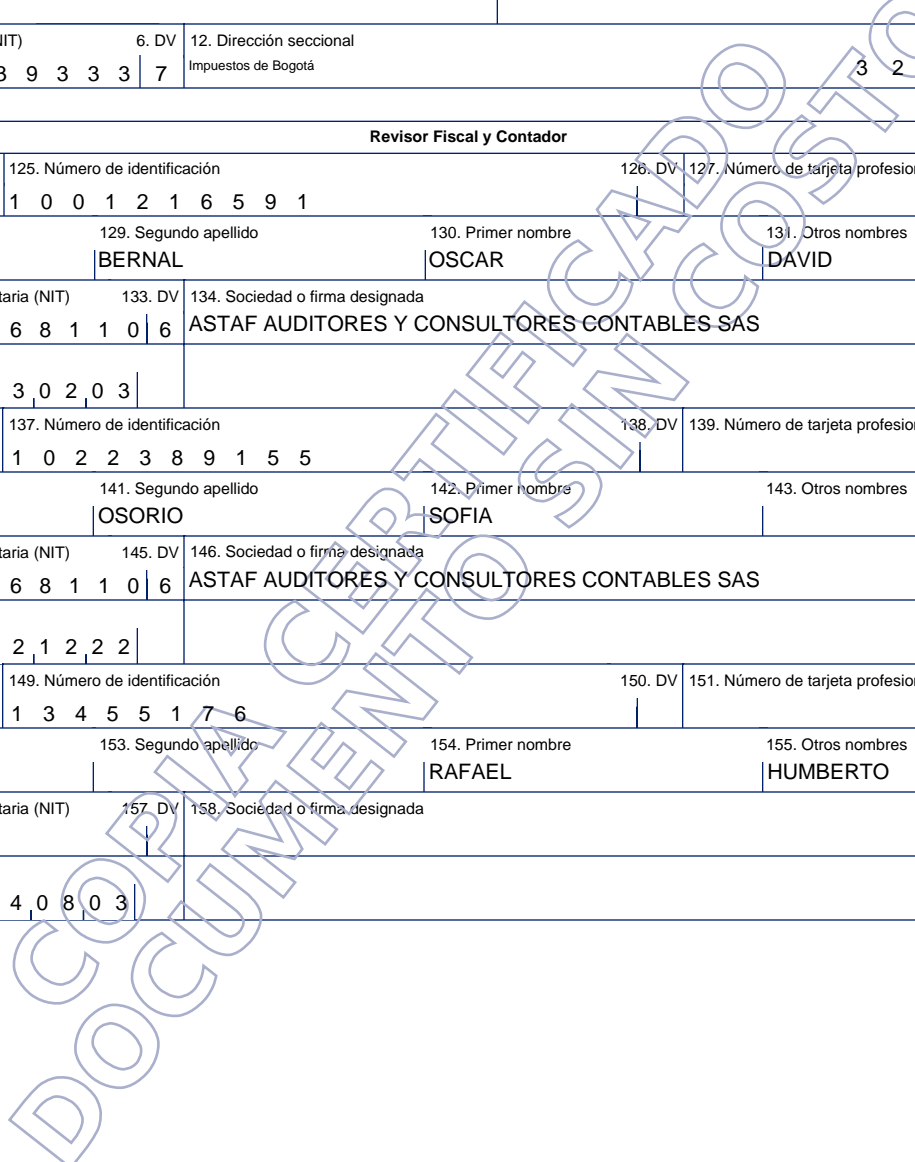 NIT) 6. DV 12. Dirección seccional
3 9 3 3 3 7 Impuestos de Bogotá 3 2
Revisor Fiscal y Contador
125. Número de identificación 126. DV 127. Número de tarjeta profesion
1 0 0 1 2 1 6 5 9 1
129. Segundo apellido 130. Primer nombre 131. Otros nombres
BERNAL OSCAR DAVID
taria (NIT) 133. DV 134. Sociedad o firma designada
6 8 1 1 0 6 ASTAF AUDITORES Y CONSULTORES CONTABLES SAS
3 0 2 0 3
137. Número de identificación 138. DV 139. Número de tarjeta profesion
1 0 2 2 3 8 9 1 5 5
141. Segundo apellido 142. Primer nombre 143. Otros nombres
OSORIO SOFIA
taria (NIT) 145. DV 146. Sociedad o firma designada
6 8 1 1 0 6 ASTAF AUDITORES Y CONSULTORES CONTABLES SAS
2 1 2 2 2
149. Número de identificación 150. DV 151. Número de tarjeta profesion
1 3 4 5 5 1 7 6
153. Segundo apellido 154. Primer nombre 155. Otros nombres
RAFAEL HUMBERTO
taria (NIT) 157. DV 158. Sociedad o firma designada
4 0 8 0 3
COPIA CERTIFICADO
DOCUMENTO SIN COSTO